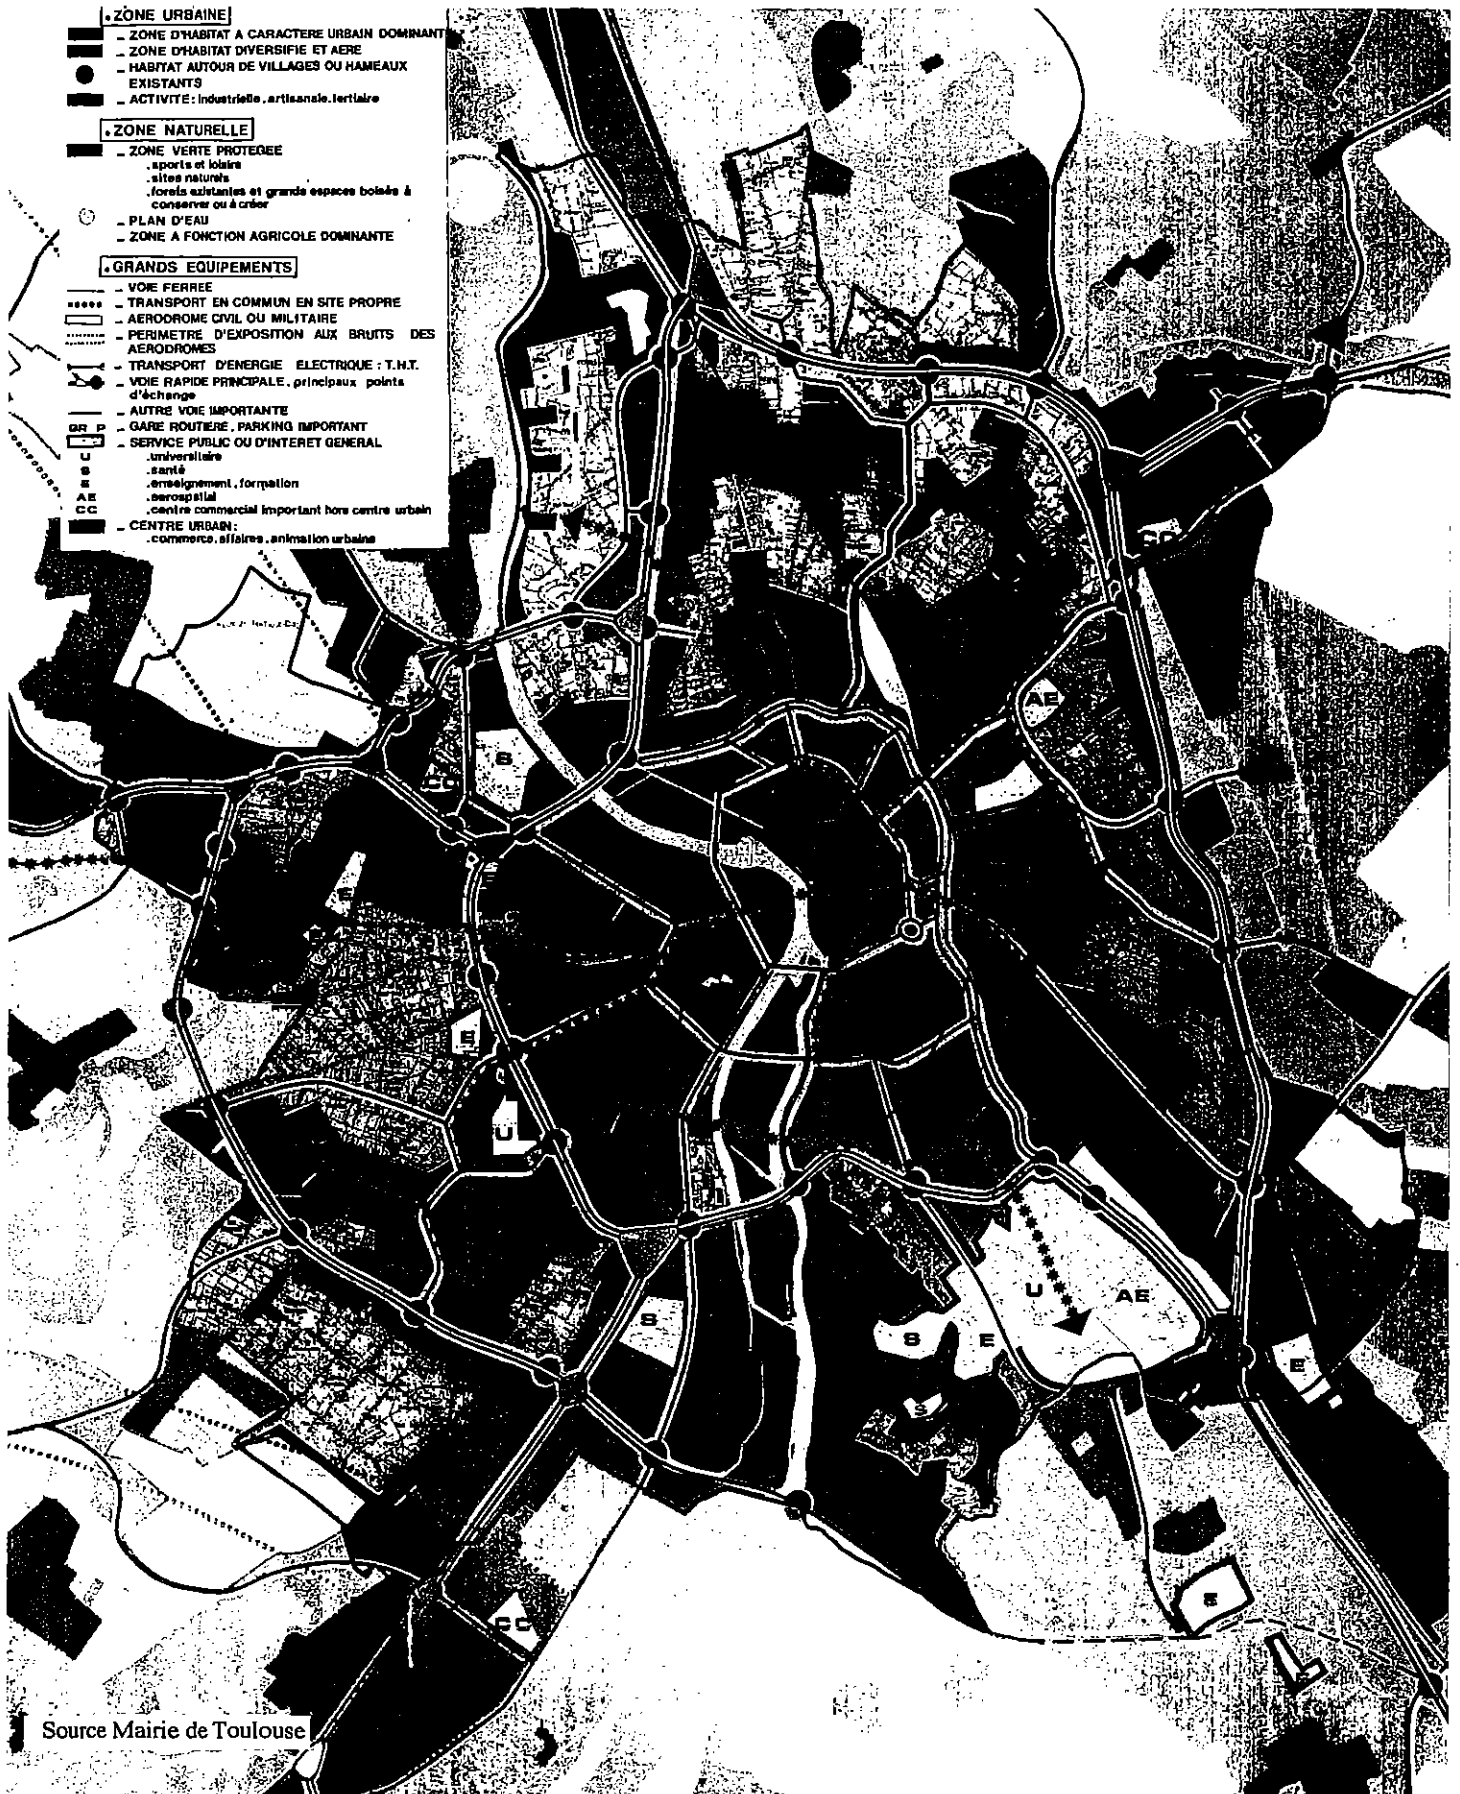 .ZONE URBAINE
_ ZONE D'HABITAT A CARACTERE URBAIN DOMINANT
_ ZONE D'HABITAT DIVERSIFIE ET AERE
_ HABITAT AUTOUR DE VILLAGES OU HAMEAUX
EXISTANTS
_ ACTIVITE: industrielle.artisanale.tertiaire
.ZONE NATURELLE
_ ZONE VERTE PROTEGEE
.sports et loisirs
.sites naturels
.forets existantes et grands espaces boisés à
conserver ou à créer
_ PLAN D'EAU
_ ZONE A FONCTION AGRICOLE DOMINANTE
.GRANDS EQUIPEMENTS
_ VOIE FERREE
_ TRANSPORT EN COMMUN EN SITE PROPRE
_ AERODROME CIVIL OU MILITAIRE
_ PERIMETRE D'EXPOSITION AUX BRUITS DES
AERODROMES
_ TRANSPORT D'ENERGIE ELECTRIQUE : T.H.T.
_ VOIE RAPIDE PRINCIPALE. principaux points
d'échange
_ AUTRE VOIE IMPORTANTE
GR P _ GARE ROUTIERE. PARKING IMPORTANT
_ SERVICE PUBLIC OU D'INTERET GENERAL
U .universitaire
S .santé
E .enseignement.formation
AE .aerospatial
CC .centre commercial important hors centre urbain
_ CENTRE URBAIN:
.commerce.affaires.animation urbaine
CC
AE
S
CC
E
E
U
U
AE
S
S
E
E
S
E
CC
Source Mairie de Toulouse